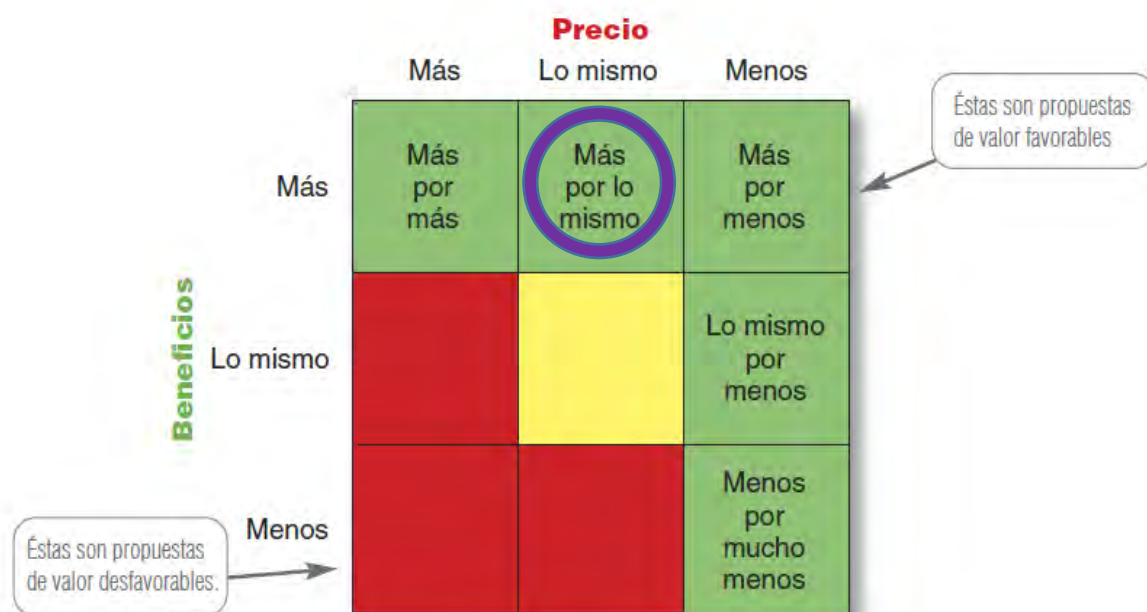 Precio
Más
Lo mismo
Menos
Éstas son propuestas
de valor favorables
Más
Más
por
más
Más
por lo
mismo
Más
por
menos
Beneficios
Lo mismo
Lo mismo
por
menos
Menos
Menos
por
mucho
menos
Éstas son propuestas
de valor desfavorables.